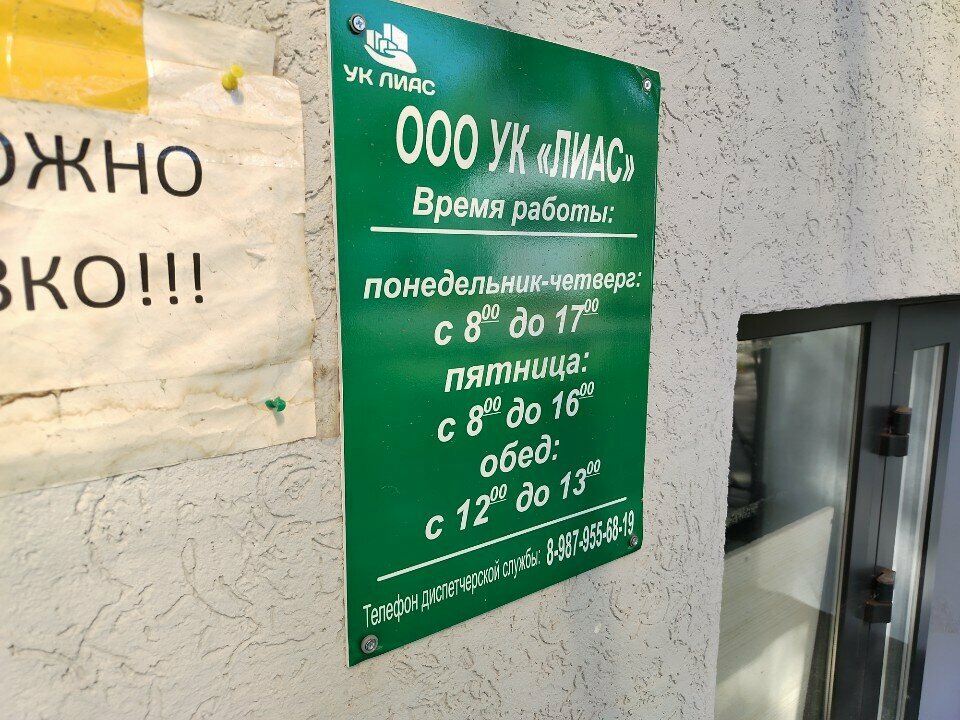 ожно
вко!!!
УК ЛИАС
ООО УК «ЛИАС»
Время работы:
понедельник-четверг:
с 8⁰⁰ до 17⁰⁰
пятница:
с 8⁰⁰ до 16⁰⁰
обед:
с 12⁰⁰ до 13⁰⁰
Телефон диспетчерской службы: 8-987-955-68-19